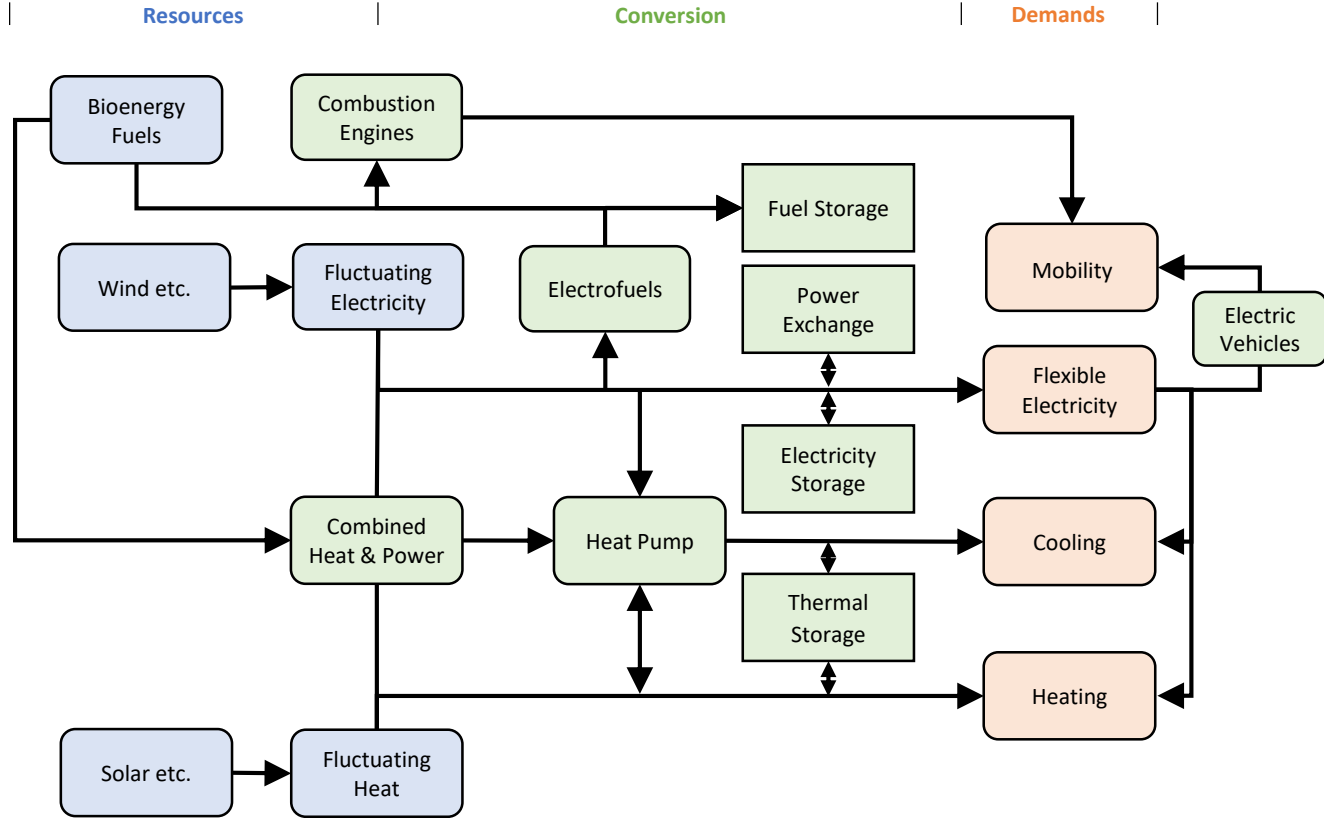 Resources
Conversion
Demands
Bioenergy
Fuels
Combustion
Engines
Fuel Storage
Wind etc.
Fluctuating
Electricity
Electrofuels
Power
Exchange
Mobility
Electric
Vehicles
Flexible
Electricity
Electricity
Storage
Combined
Heat & Power
Heat Pump
Cooling
Thermal
Storage
Heating
Solar etc.
Fluctuating
Heat